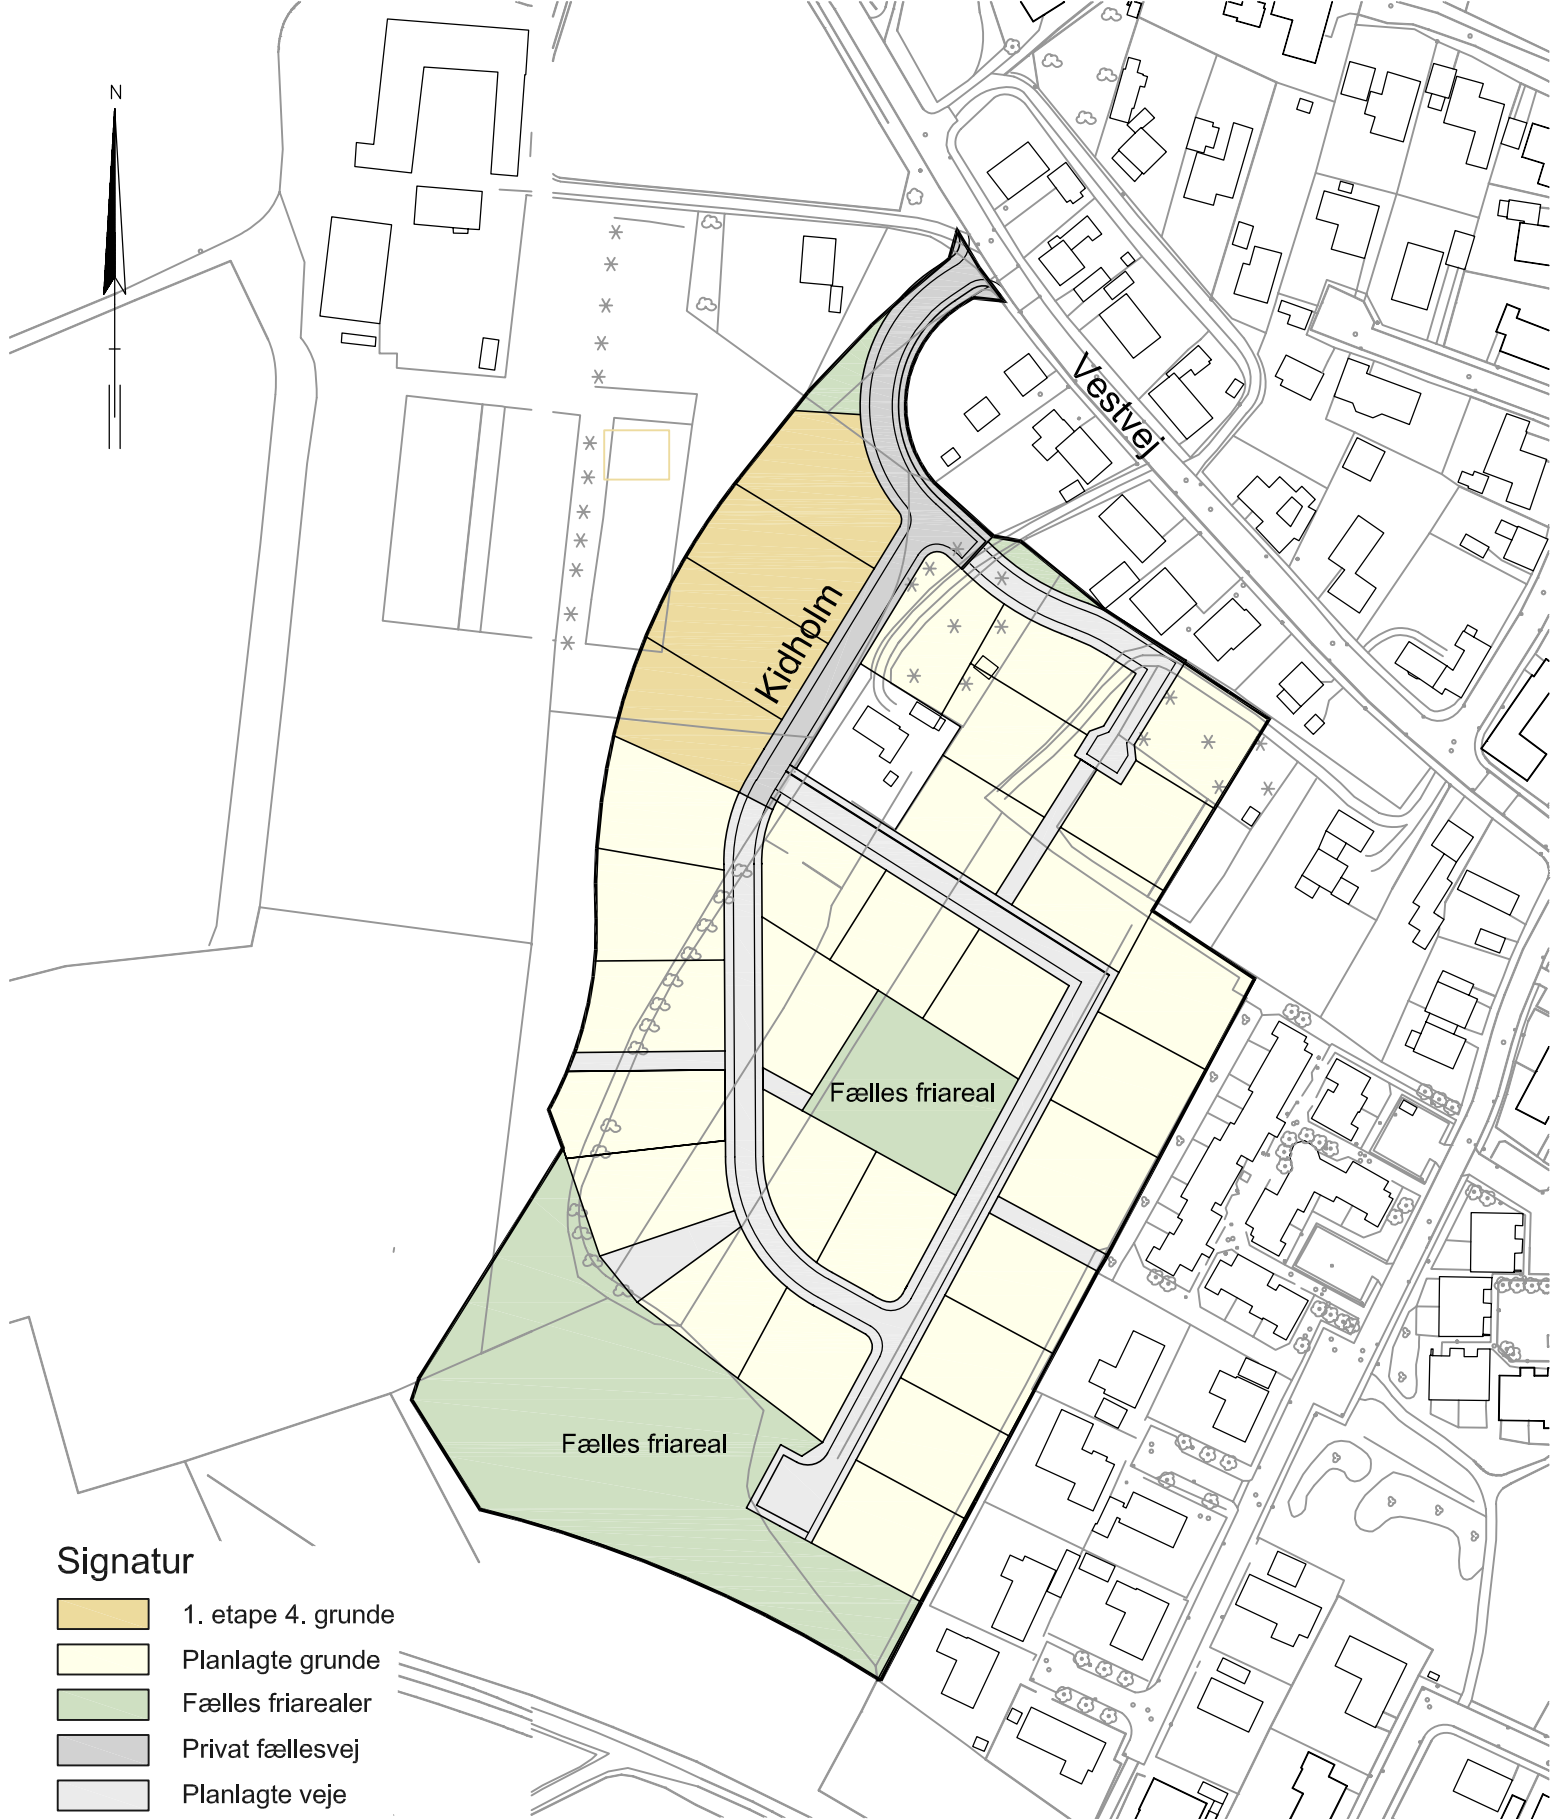 N
Vestvej
Kidholm
Fælles friareal
Fælles friareal
Signatur
1. etape 4. grunde
Planlagte grunde
Fælles friarealer
Privat fællesvej
Planlagte veje